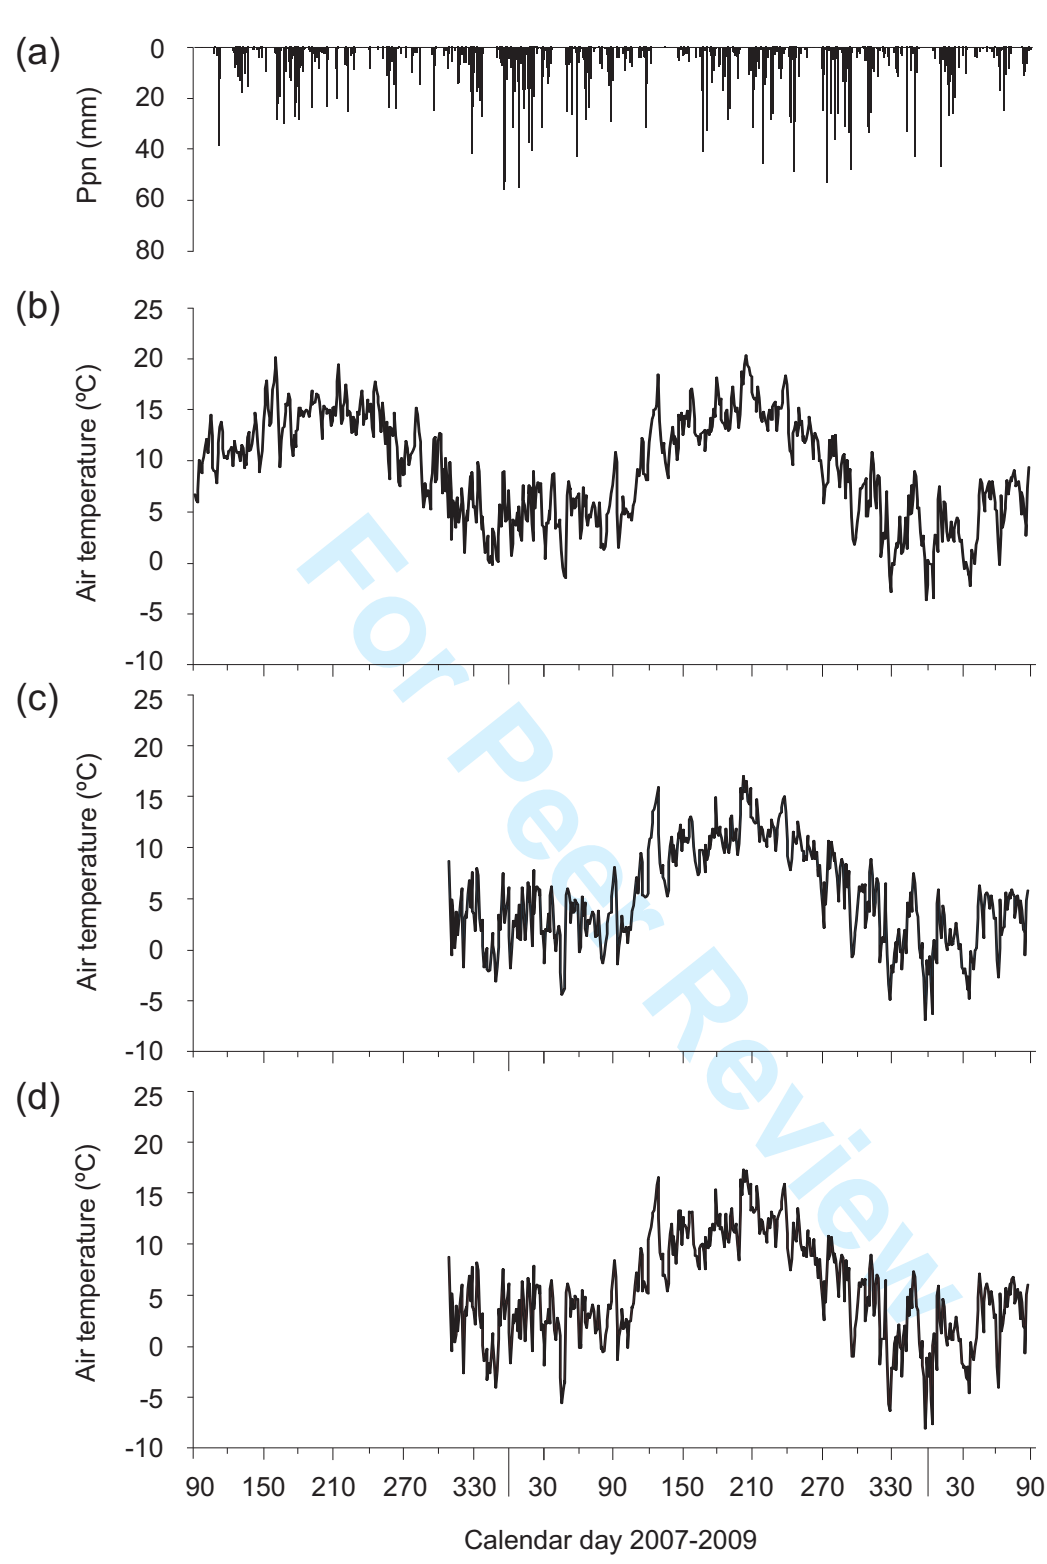 (a)
Ppn (mm)
0
20
40
60
80
(b)
Air temperature (ºC)
25
20
15
10
5
0
-5
-10
(c)
Air temperature (ºC)
25
20
15
10
5
0
-5
-10
(d)
Air temperature (ºC)
25
20
15
10
5
0
-5
-10
90 150 210 270 330 30 90 150 210 270 330 30 90
Calendar day 2007-2009
For Peer Review